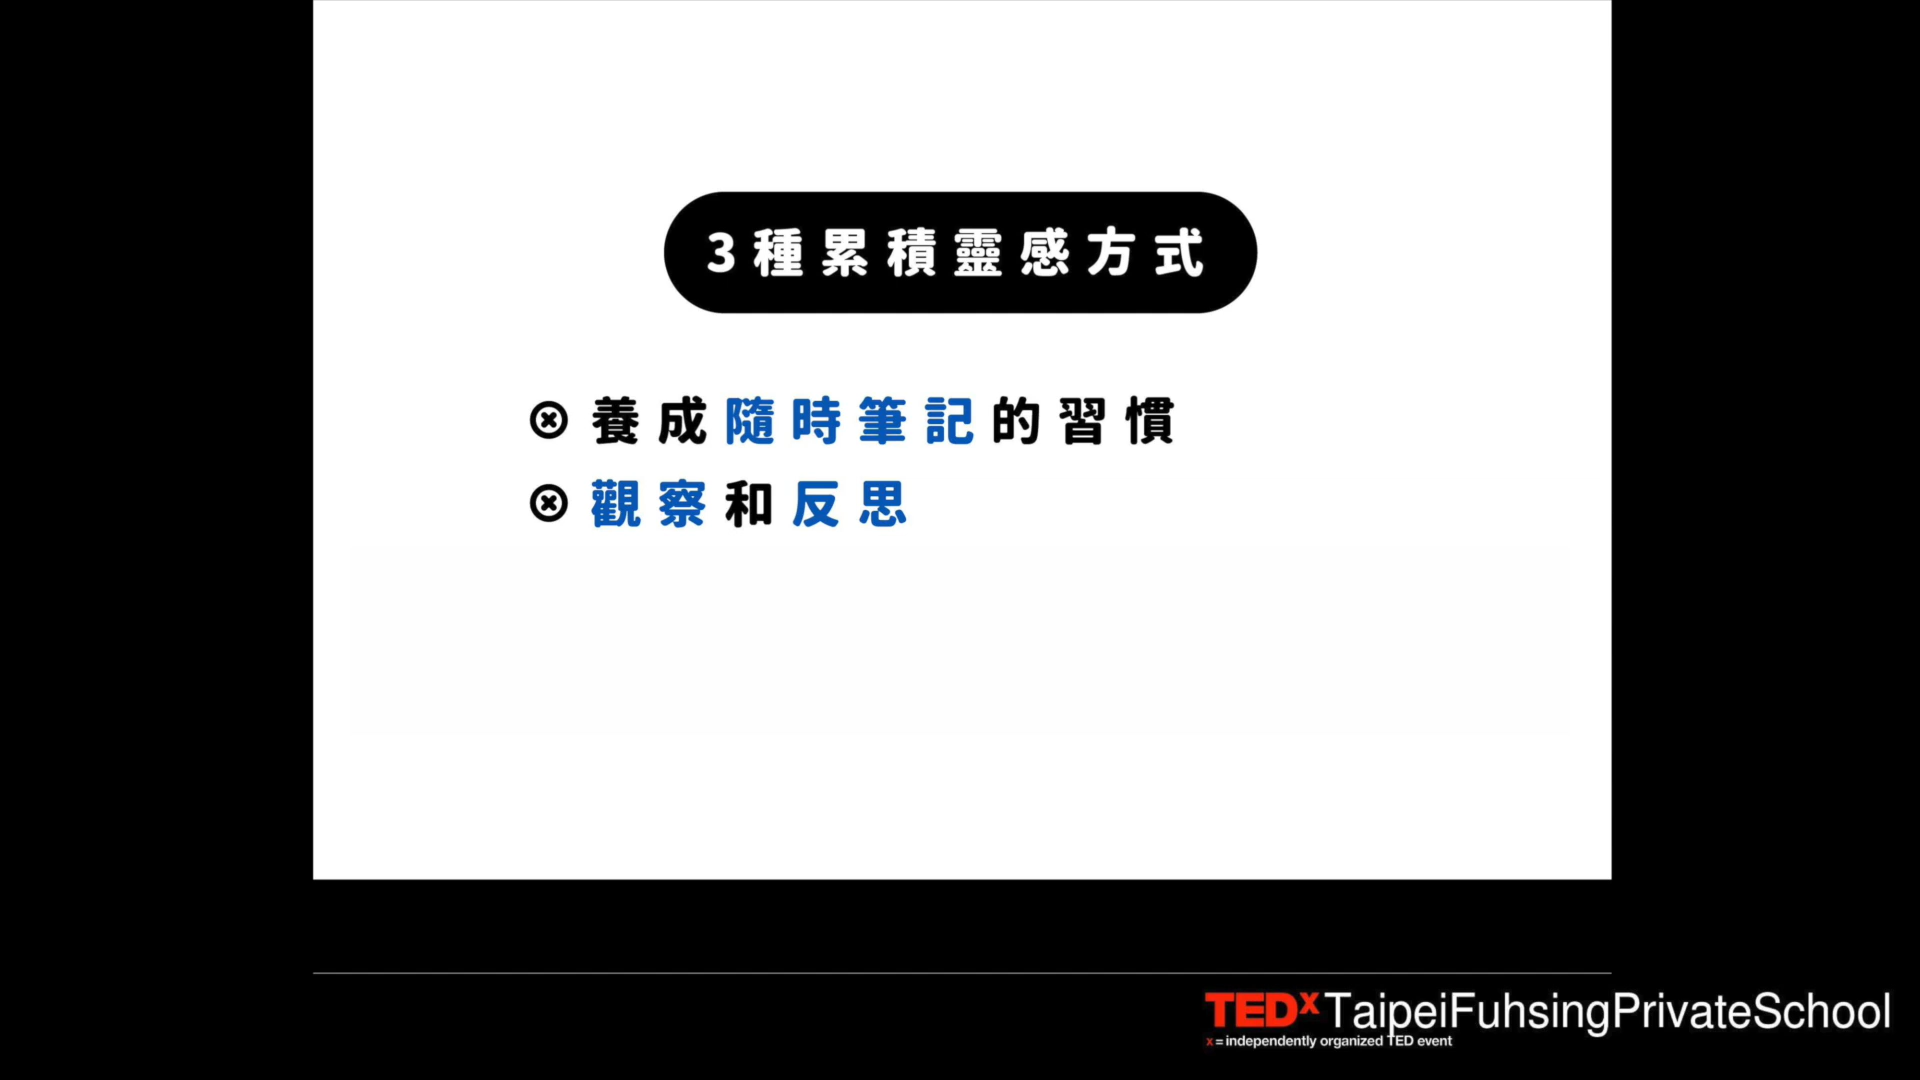 3種累積靈感方式
養成隨時筆記的習慣
觀察和反思
TEDxTaipeiFuhsingPrivateSchool
x = independently organized TED event